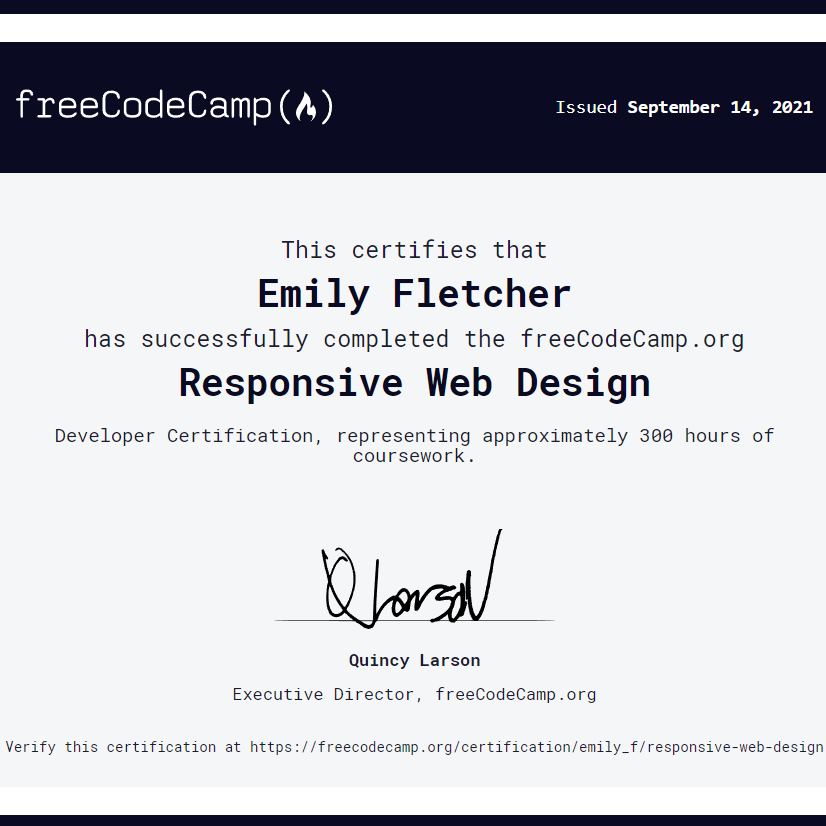 freeCodeCamp
Issued September 14, 2021
This certifies that
Emily Fletcher
has successfully completed the freeCodeCamp.org
Responsive Web Design
Developer Certification, representing approximately 300 hours of
coursework.
Q Larson
Quincy Larson
Executive Director, freeCodeCamp.org
Verify this certification at https://freecodecamp.org/certification/emily_f/responsive-web-design